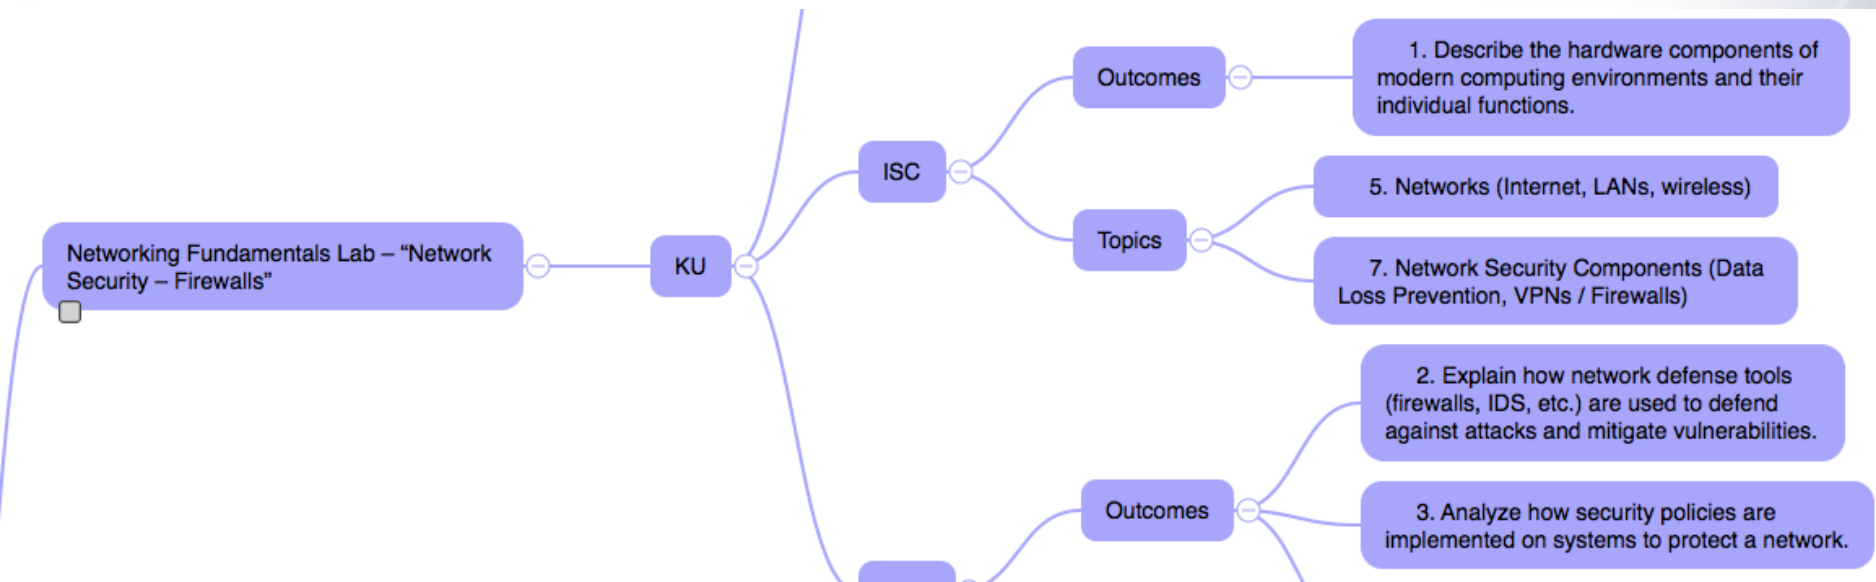 Networking Fundamentals Lab – “Network
Security – Firewalls”
KU
ISC
Outcomes
1. Describe the hardware components of
modern computing environments and their
individual functions.
Topics
5. Networks (Internet, LANs, wireless)
7. Network Security Components (Data
Loss Prevention, VPNs / Firewalls)
Outcomes
2. Explain how network defense tools
(firewalls, IDS, etc.) are used to defend
against attacks and mitigate vulnerabilities.
3. Analyze how security policies are
implemented on systems to protect a network.